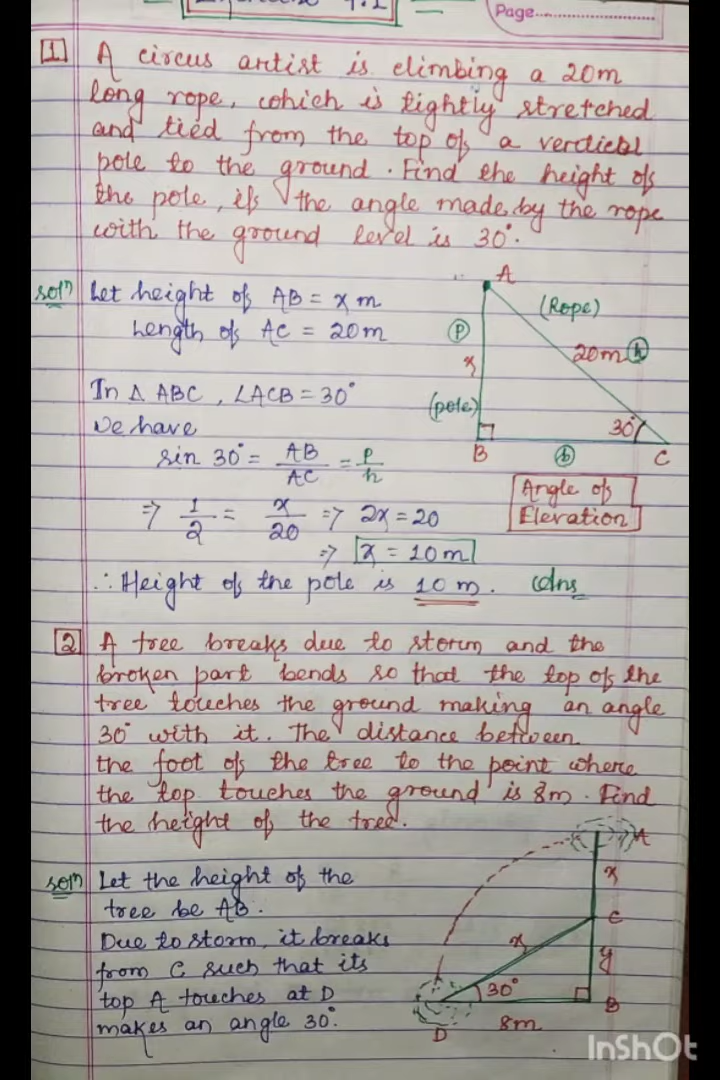 Page
1 A circus artist is climbing a 20m
long rope, which is tightly stretched
and tied from the top of a vertical
pole to the ground. Find the height of
the pole, if the angle made by the rope
with the ground level is 30°.
Solⁿ Let height of AB = x m
Length of AC = 20m
In Δ ABC, ∠ACB = 30°
We have
sin 30° = AB/AC = P/h
⇒ 1/2 = x/20 ⇒ 2x = 20
⇒ x = 10 m
∴ Height of the pole is 10 m. Ans
A
(Rope)
P
20m h
x
(pole)
30°
B b C
Angle of
Elevation
2 A tree breaks due to storm and the
broken part bends so that the top of the
tree touches the ground making an angle
30° with it. The distance between
the foot of the tree to the point where
the top touches the ground is 8m. Find
the height of the tree.
Solⁿ Let the height of the
tree be AB.
Due to storm, it breaks
from C such that its
top A touches at D
makes an angle 30°.
A
x
C
x
y
30°
B
D 8m
InShOt